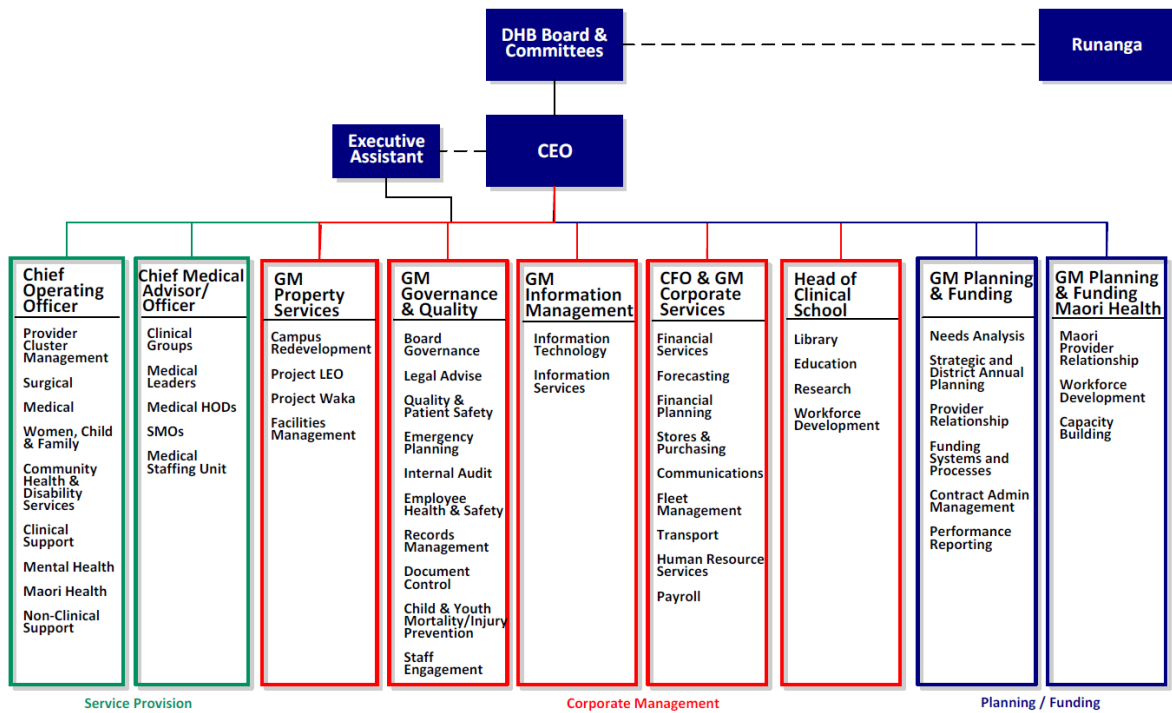 DHB Board &
Committees
Runanga
Executive
Assistant
CEO
Chief
Operating
Officer
Provider
Cluster
Management
Surgical
Medical
Women, Child
& Family
Community
Health &
Disability
Services
Clinical
Support
Mental Health
Maori Health
Non-Clinical
Support
Chief Medical
Advisor/
Officer
Clinical
Groups
Medical
Leaders
Medical HODs
SMOs
Medical
Staffing Unit
GM
Property
Services
Campus
Redevelopment
Project LEO
Project Waka
Facilities
Management
GM
Governance
& Quality
Board
Governance
Legal Advise
Quality &
Patient Safety
Emergency
Planning
Internal Audit
Employee
Health & Safety
Records
Management
Document
Control
Child & Youth
Mortality/Injury
Prevention
Staff
Engagement
GM
Information
Management
Information
Technology
Information
Services
CFO & GM
Corporate
Services
Financial
Services
Forecasting
Financial
Planning
Stores &
Purchasing
Communications
Fleet
Management
Transport
Human Resource
Services
Payroll
Head of
Clinical
School
Library
Education
Research
Workforce
Development
GM Planning
& Funding
Needs Analysis
Strategic and
District Annual
Planning
Provider
Relationship
Funding
Systems and
Processes
Contract Admin
Management
Performance
Reporting
GM Planning
& Funding
Maori Health
Maori
Provider
Relationship
Workforce
Development
Capacity
Building
Service Provision
Corporate Management
Planning / Funding